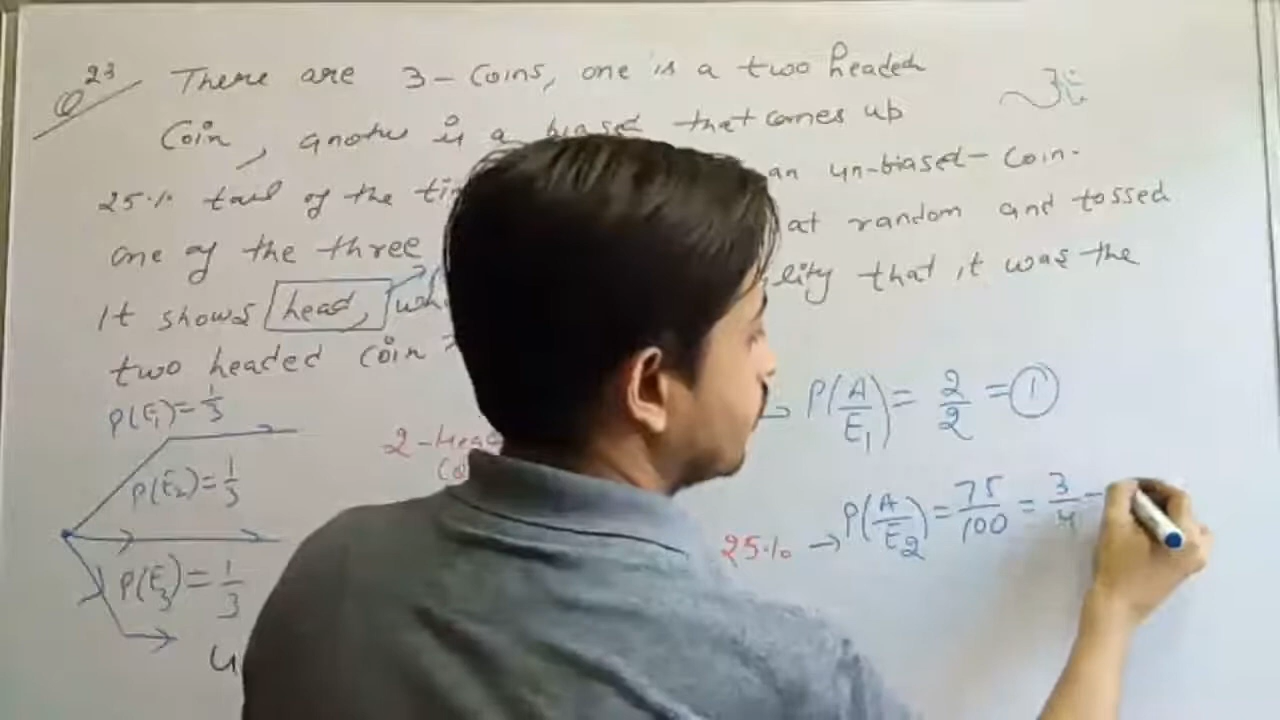 Q 23 There are 3-Coins, one is a two headed
Coin, another is a biased that comes up
25% tail of the tim an un-biased-Coin.
one of the three at random and tossed
It shows head, wh lity that it was the
two headed coin ?
P(E1)=1/3
P(E2)=1/3
P(E3)=1/3
2-Head
P(A/E1)=2/2=1
25% → P(A/E2)=75/100=3/4=